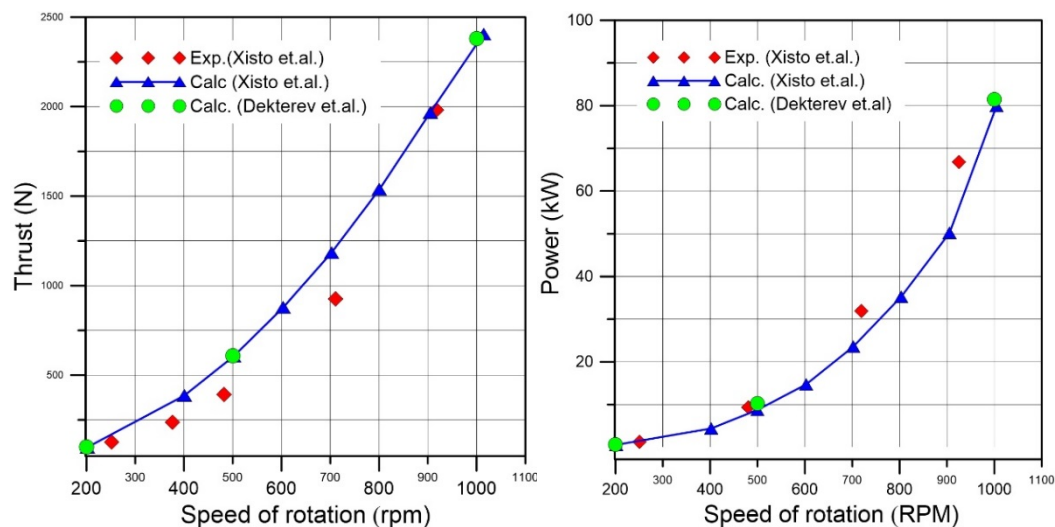 2500
2000
1500
1000
500
Thrust (N)
Exp.(Xisto et.al.)
Calc (Xisto et.al.)
Calc. (Dekterev et.al.)
200 300 400 500 600 700 800 900 1000 1100
Speed of rotation (rpm)
100
80
60
40
20
Power (kW)
Exp. (Xisto et.al.)
Calc. (Xisto et.al.)
Calc. (Dekterev et.al)
200 300 400 500 600 700 800 900 1000 1100
Speed of rotation (RPM)